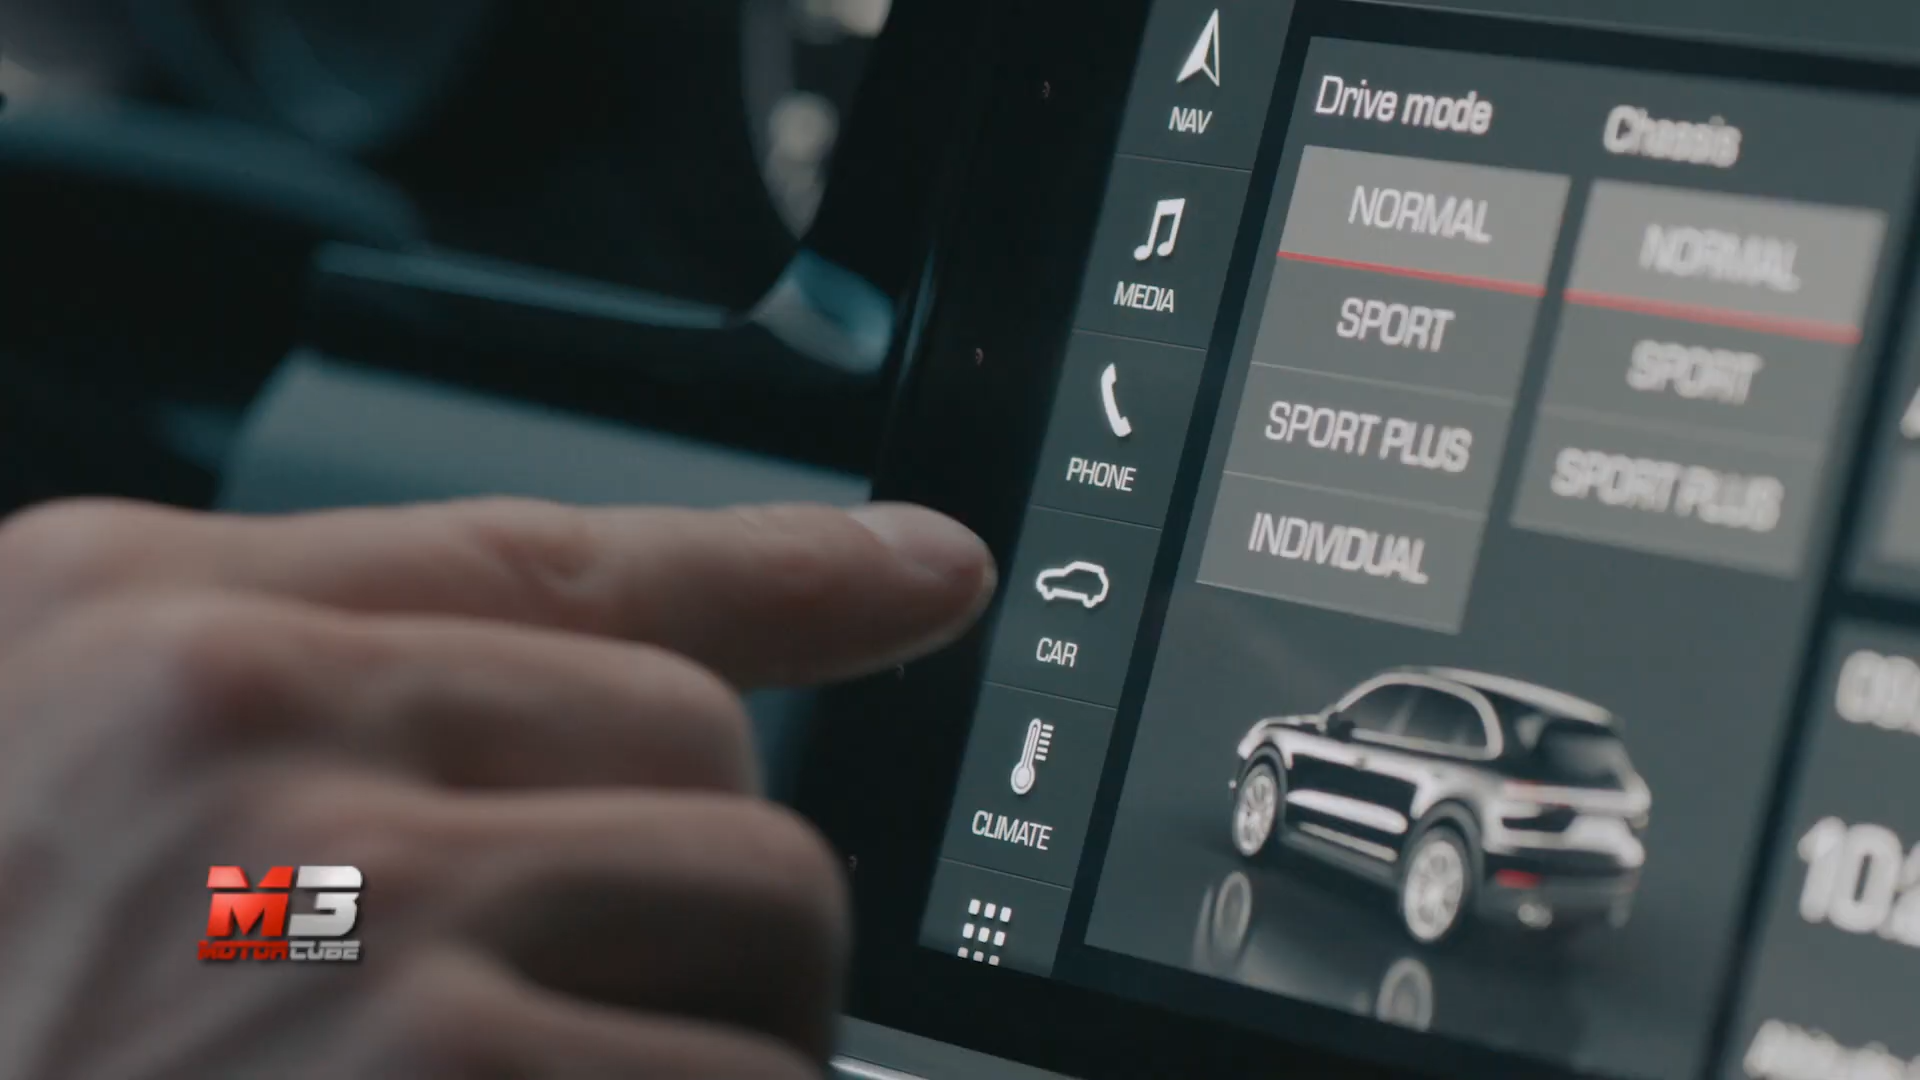 NAV
MEDIA
PHONE
CAR
CLIMATE
Drive mode
NORMAL
SPORT
SPORT PLUS
INDIVIDUAL
Chassis
NORMAL
SPORT
SPORT PLUS
M3
MOTORCUBE